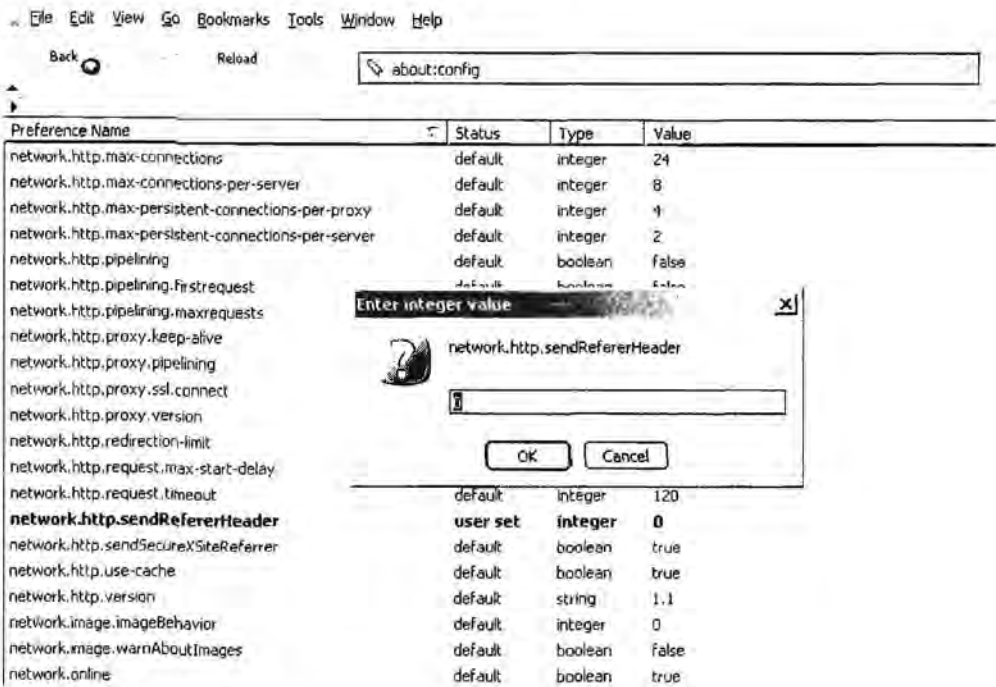 File Edit View Go Bookmarks Tools Window Help
Back Reload about:config
Preference Name Status Type Value
network.http.max-connections default integer 24
network.http.max-connections-per-server default integer 8
network.http.max-persistent-connections-per-proxy default integer 4
network.http.max-persistent-connections-per-server default integer 2
network.http.pipelining default boolean false
network.http.pipelining.firstrequest default boolean false
network.http.pipelining.maxrequests
Enter integer value
network.http.proxy.keep-alive
network.http.sendRefererHeader
network.http.proxy.pipelining
network.http.proxy.ssl.connect
0
network.http.proxy.version
network.http.redirection-limit
OK Cancel
network.http.request.max-start-delay
network.http.request.timeout default integer 120
network.http.sendRefererHeader user set integer 0
network.http.sendSecureXSiteReferrer default boolean true
network.http.use-cache default boolean true
network.http.version default string 1.1
network.image.imageBehavior default integer 0
network.image.warnAboutImages default boolean false
network.online default boolean true